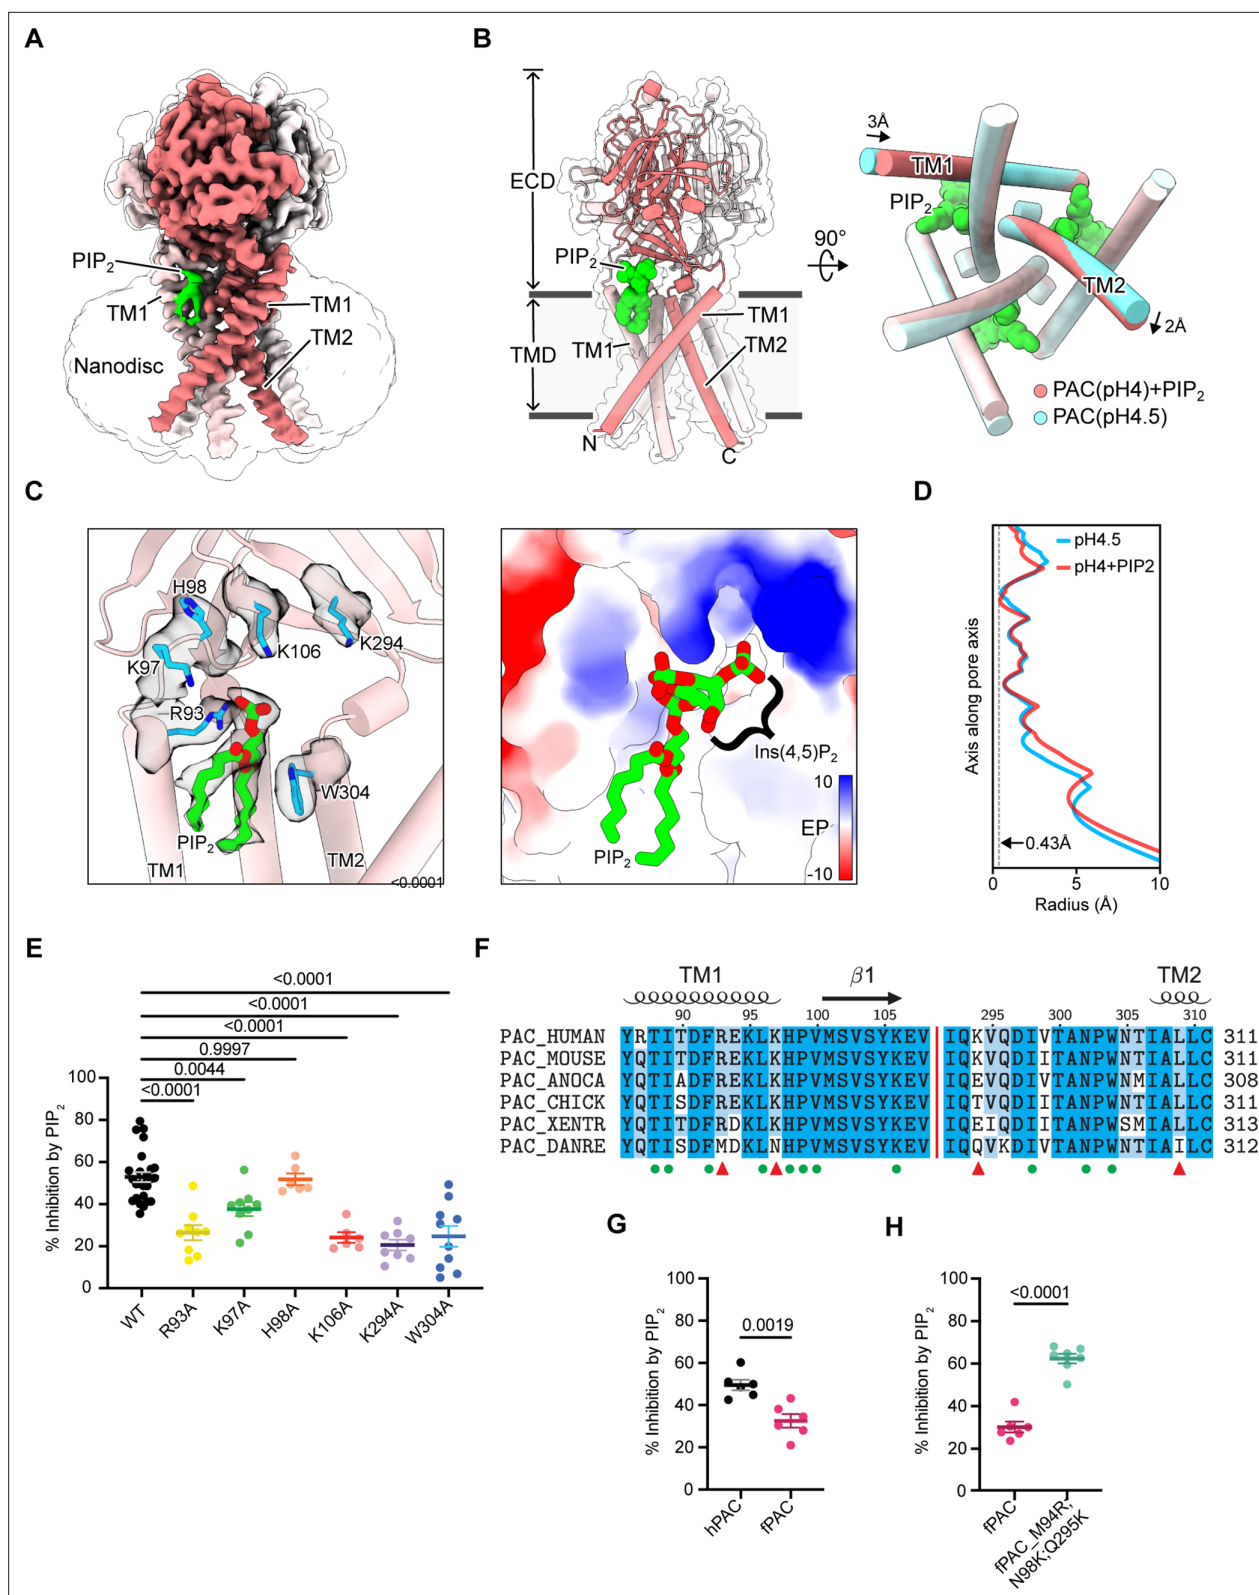 A
PIP2
TM1
TM1
TM2
Nanodisc
B
ECD
TMD
PIP2
TM1
TM1
TM2
N
C
90°
3Å
TM1
PIP2
TM2
2Å
PAC(pH4)+PIP2
PAC(pH4.5)
C
H98
K106
K294
K97
R93
W304
PIP2
TM1
TM2
<0.0001
Ins(4,5)P2
PIP2
10
EP
-10
D
pH4.5
pH4+PIP2
Axis along pore axis
0.43Å
0 5 10
Radius (Å)
E
<0.0001
<0.0001
<0.0001
0.9997
0.0044
<0.0001
% Inhibition by PIP2
100
80
60
40
20
0
WT R93A K97A H98A K106A K294A W304A
F
TM1 β1 TM2
90 95 100 105 295 300 305 310
PAC_HUMAN YRTITDFREKLKHPVMSVSYKEV IQKVQDIVTANPWNTIALLC 311
PAC_MOUSE YQTITDFREKLKHPVMSVSYKEV IQKVQDIVTANPWNTIALLC 311
PAC_ANOCA YQTIADFREKLKHPVMSVSYKEV IQEVQDIVTANPWNMIALLC 308
PAC_CHICK YQTISDFREKLKHPVMSVSYKEV IQTVQDIITANPWNTIALLC 311
PAC_XENTR YQTISDFRDKLKHPVMSVSYKEV IQEIQDIVTANPWSMIALLC 313
PAC_DANRE YQTISDFMDKLNHPVMSVSYKEV IQQVKDIVTANPWNTIALIC 312
G
% Inhibition by PIP2
100
80
60
40
20
0
0.0019
hPAC fPAC
H
% Inhibition by PIP2
100
80
60
40
20
0
<0.0001
fPAC
fPAC_M94R;
N98K;Q295K